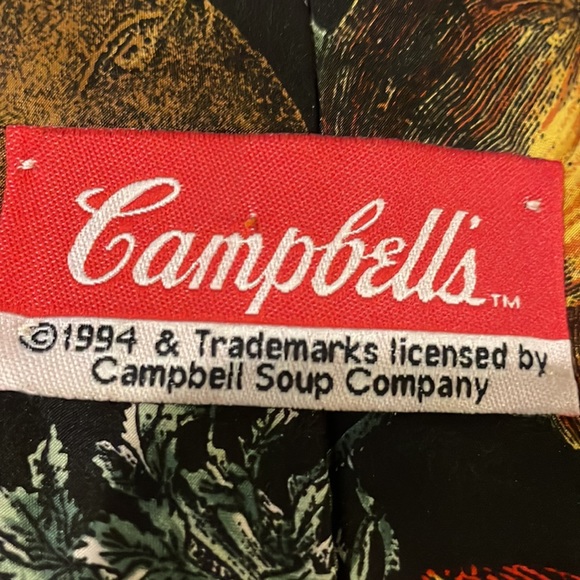 Campbell's™
©1994 & Trademarks licensed by
Campbell Soup Company